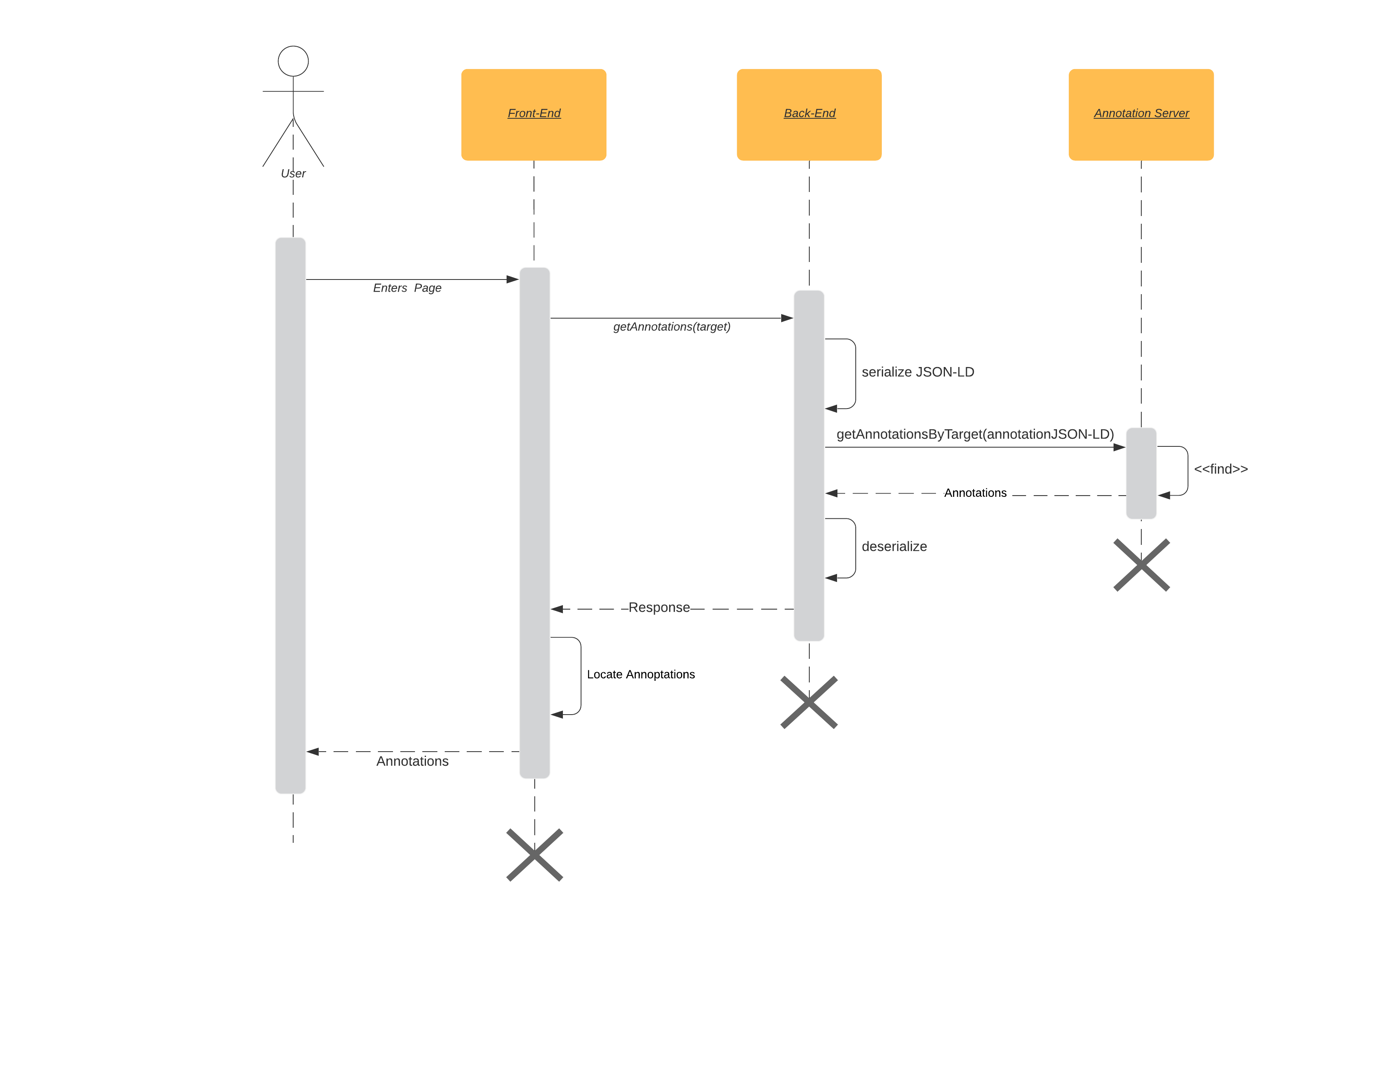 User
Front-End
Back-End
Annotation Server
Enters  Page
getAnnotations(target)
serialize JSON-LD
getAnnotationsByTarget(annotationJSON-LD)
<<find>>
Annotations
deserialize
Response
Locate Annoptations
Annotations